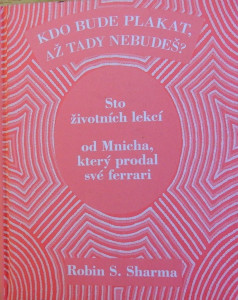 KDO BUDE PLAKAT,
AŽ TADY NEBUDEŠ?
Sto
životních lekcí
od Mnicha,
který prodal
své ferrari
Robin S. Sharma